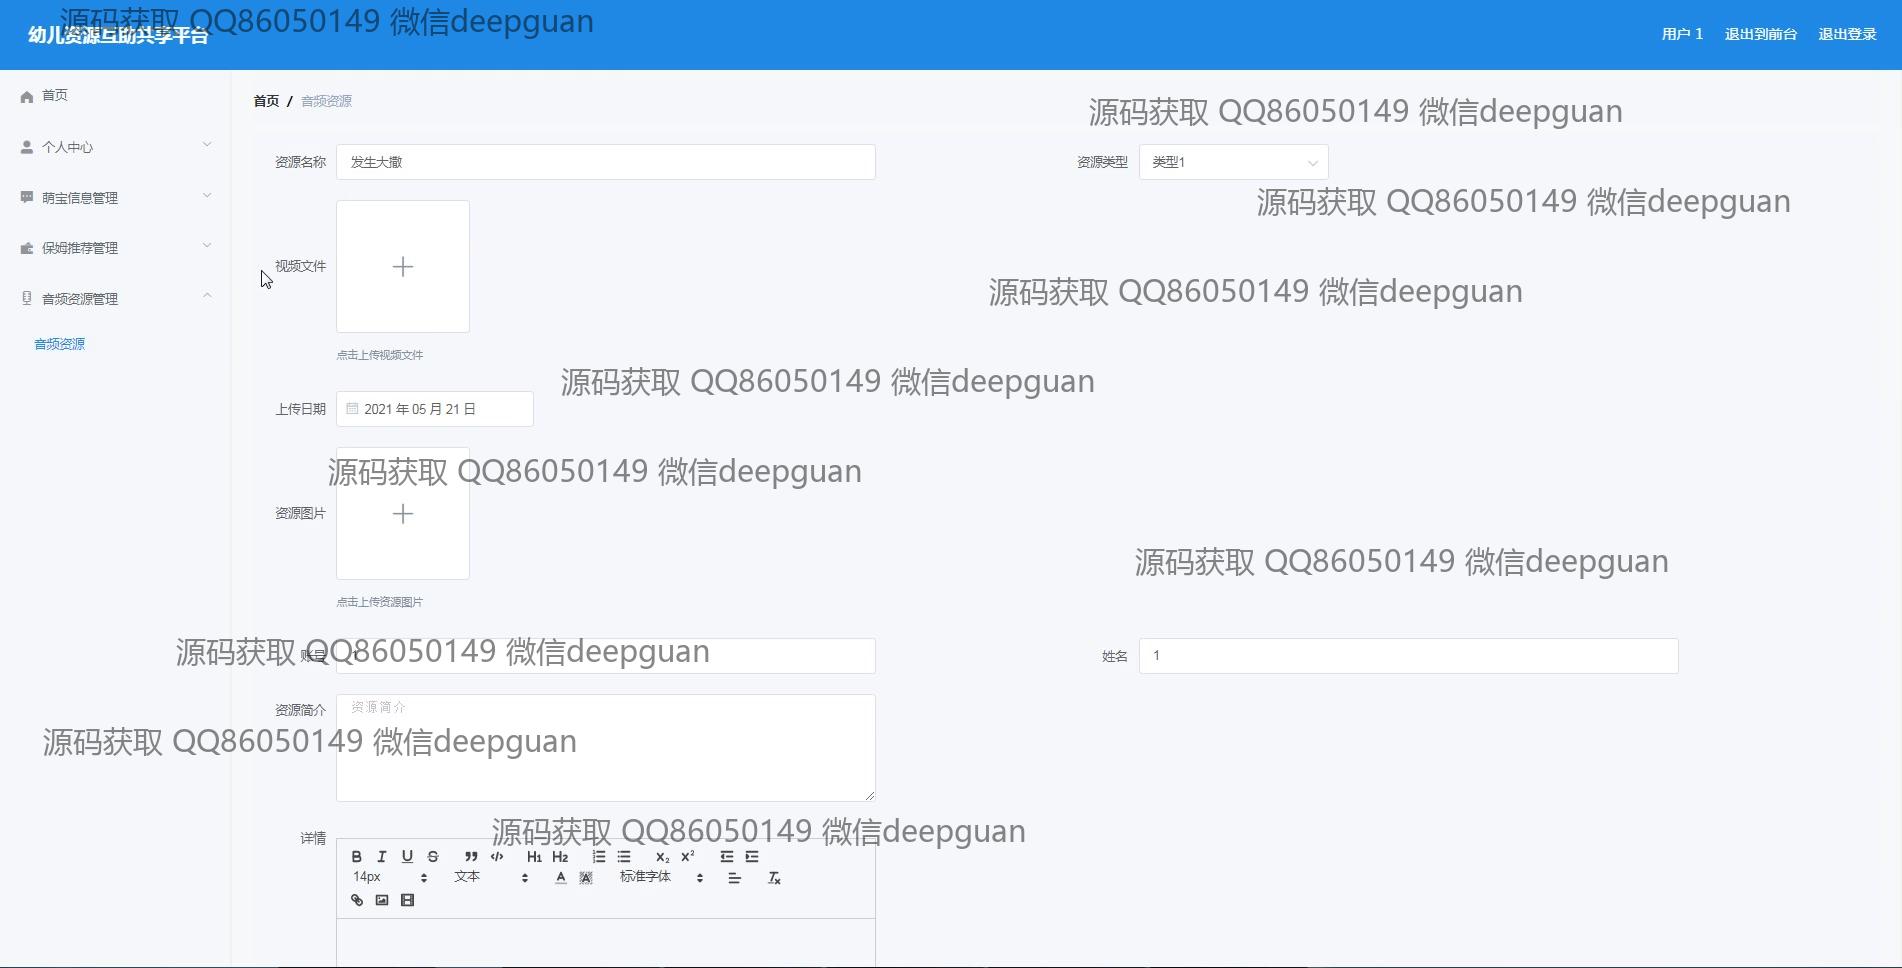 源码获取 QQ86050149 微信deepguan
幼儿资源互助共享平台
用户 1 退出到前台 退出登录
首页
个人中心
萌宝信息管理
保姆推荐管理
音频资源管理
音频资源
首页 / 音频资源
源码获取 QQ86050149 微信deepguan
资源名称 发生大撒 资源类型 类型1
源码获取 QQ86050149 微信deepguan
视频文件
源码获取 QQ86050149 微信deepguan
点击上传视频文件
源码获取 QQ86050149 微信deepguan
上传日期 2021 年 05 月 21 日
源码获取 QQ86050149 微信deepguan
资源图片
源码获取 QQ86050149 微信deepguan
点击上传资源图片
源码获取 QQ86050149 微信deepguan
账号 1 姓名 1
资源简介 资源简介
源码获取 QQ86050149 微信deepguan
源码获取 QQ86050149 微信deepguan
详情
B I U S H1 H2 X2 X2
14px 文本 A A 标准字体 Tx